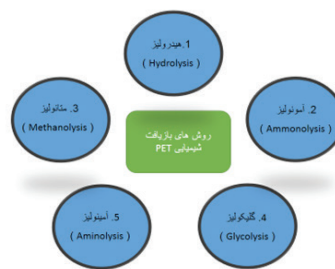 1.هیدرولیز
( Hydrolysis )
2. آمونولیز
( Ammonolysis )
3. متانولیز
( Methanolysis )
روش های بازیافت
شیمیایی PET
4. گلیکولیز
( Glycolysis )
5. آمینولیز
( Aminolysis )